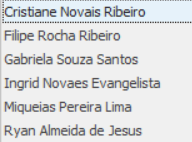 Cristiane Novais Ribeiro
Filipe Rocha Ribeiro
Gabriela Souza Santos
Ingrid Novaes Evangelista
Miqueias Pereira Lima
Ryan Almeida de Jesus